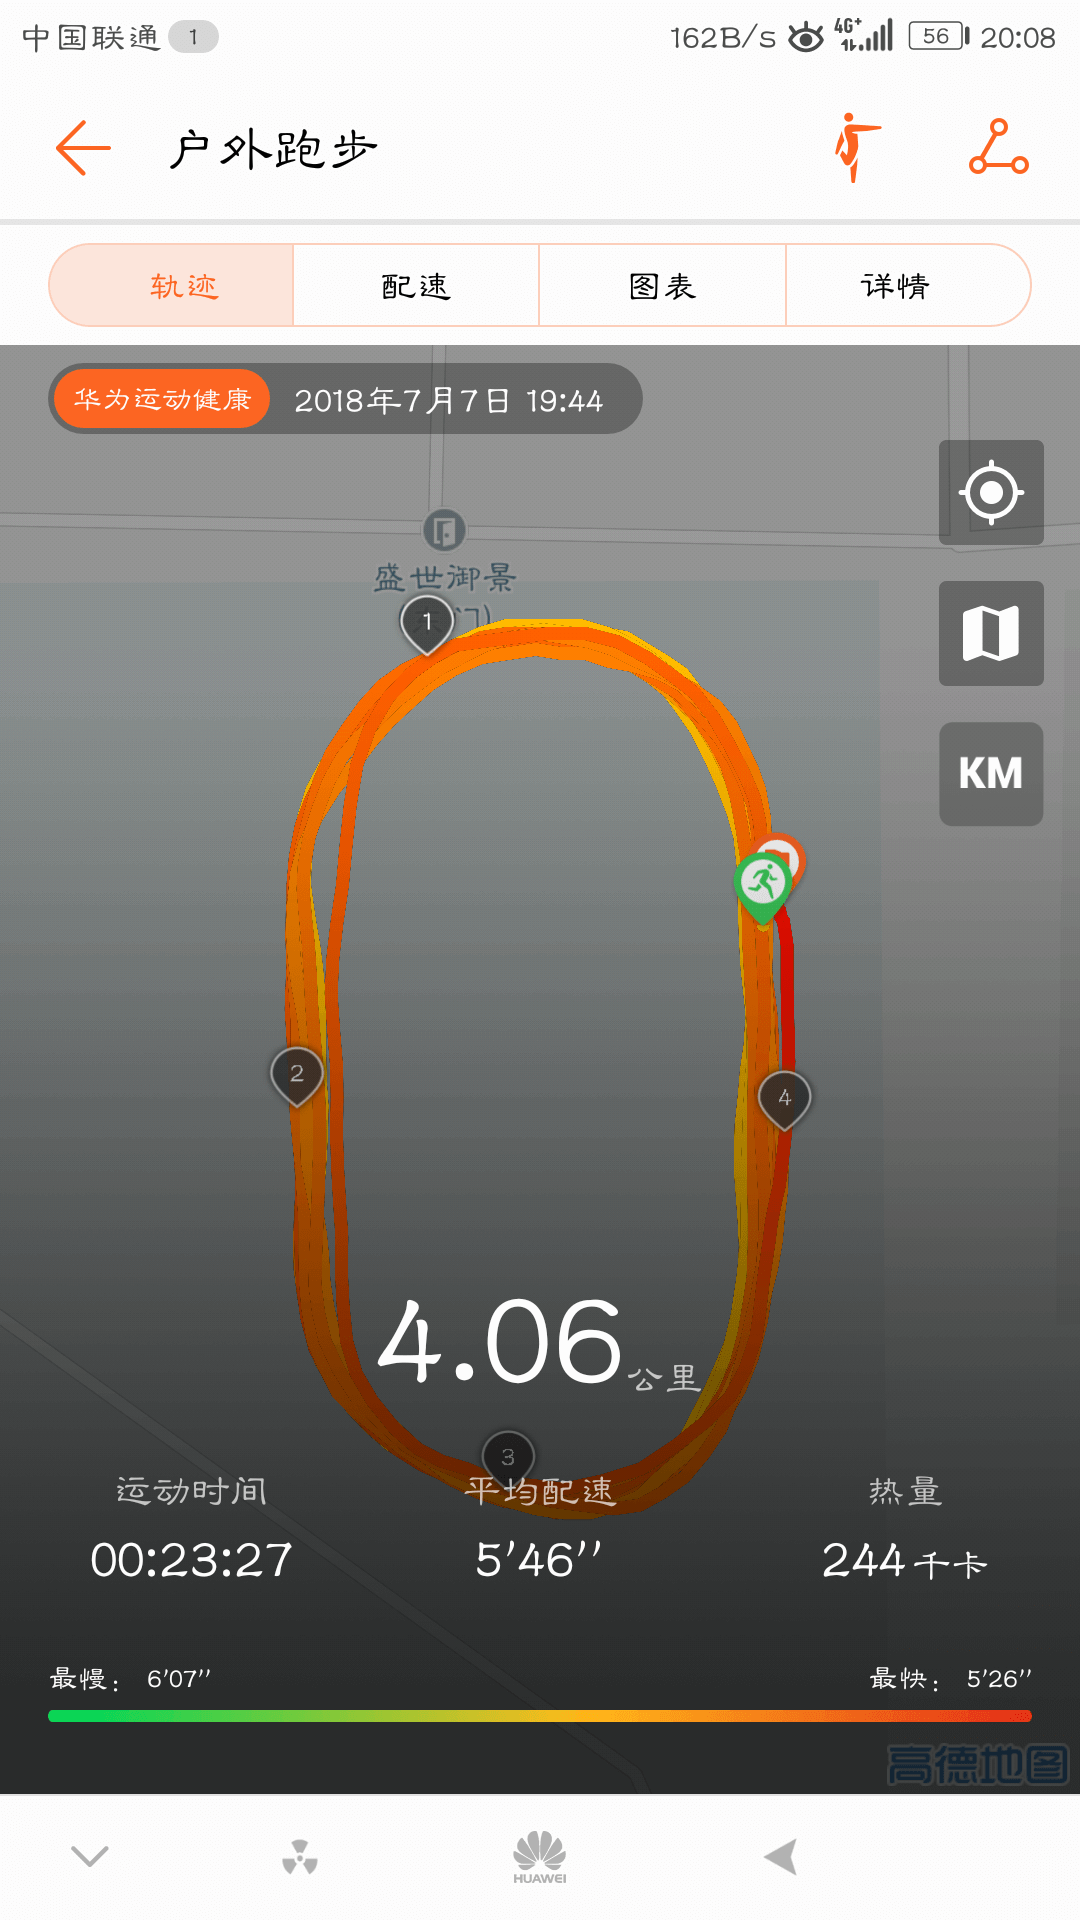 中国联通 1 162B/s 4G+ 56 20:08
户外跑步
轨迹 配速 图表 详情
华为运动健康 2018年7月7日 19:44
盛世御景
门)
1
KM
2
4
4.06公里
3
运动时间 平均配速 热量
00:23:27 5'46'' 244千卡
最慢： 6'07'' 最快： 5'26''
高德地图
HUAWEI